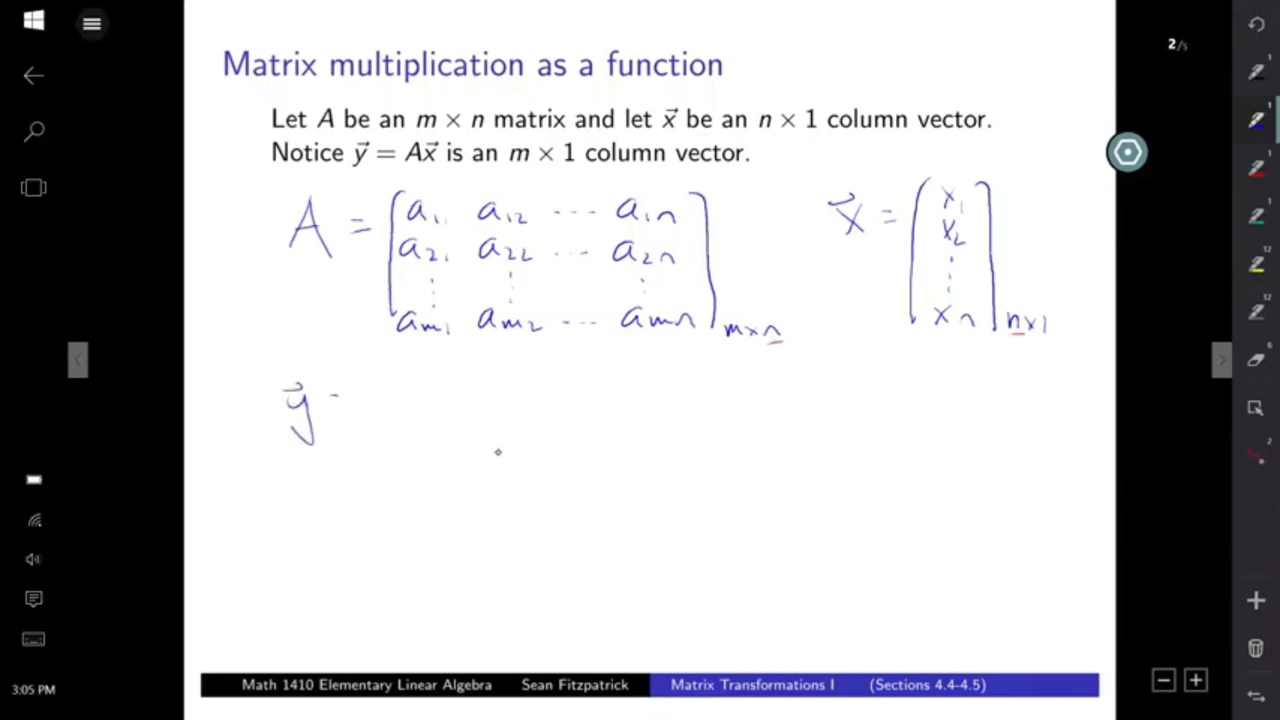 2/5
Matrix multiplication as a function
Let A be an m × n matrix and let x⃗ be an n × 1 column vector.
Notice y⃗ = Ax⃗ is an m × 1 column vector.
A = [ a₁₁ a₁₂ ··· a₁ₙ
a₂₁ a₂₂ ··· a₂ₙ
⋮ ⋮ ⋮
aₘ₁ aₘ₂ ··· aₘₙ ] m×n
x⃗ = [ x₁
x₂
⋮
xₙ ] n×1
y⃗ -
3:05 PM
Math 1410 Elementary Linear Algebra Sean Fitzpatrick Matrix Transformations I (Sections 4.4-4.5)